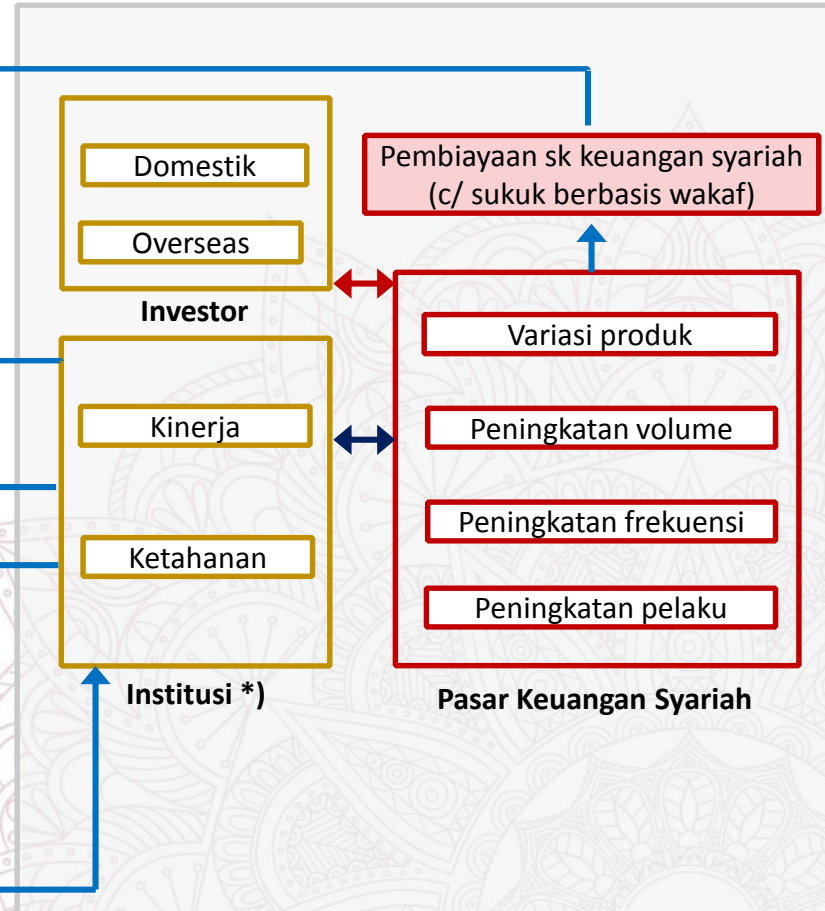 Domestik
Overseas
Investor
Kinerja
Ketahanan
Institusi *)
Pembiayaan sk keuangan syariah
(c/ sukuk berbasis wakaf)
Variasi produk
Peningkatan volume
Peningkatan frekuensi
Peningkatan pelaku
Pasar Keuangan Syariah